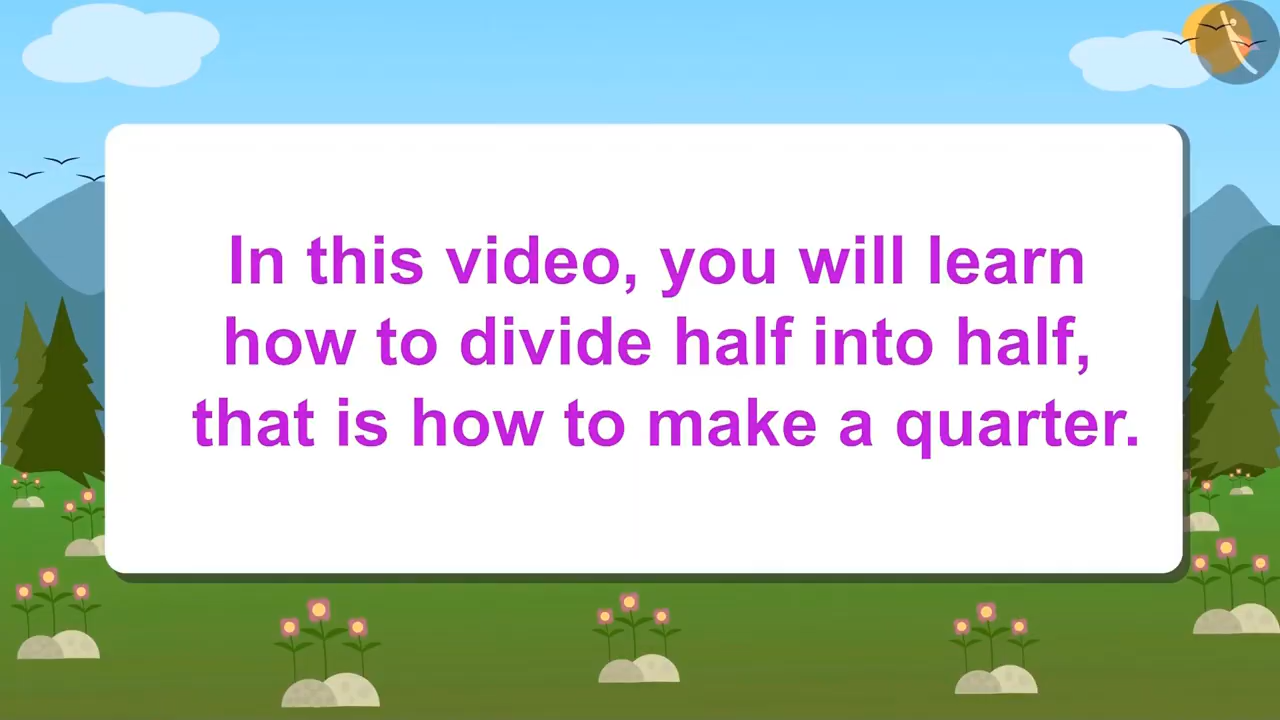 In this video, you will learn
how to divide half into half,
that is how to make a quarter.